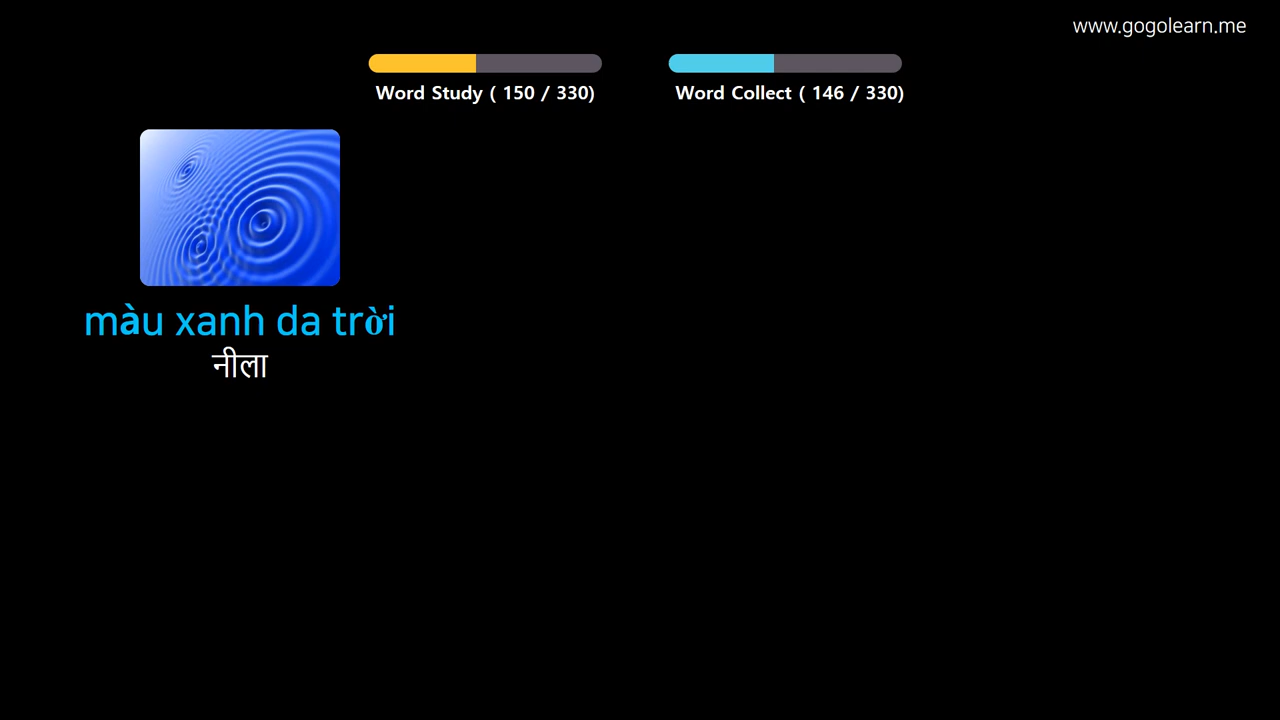 www.gogolearn.me
Word Study ( 150 / 330)
Word Collect ( 146 / 330)
màu xanh da trời
नीला